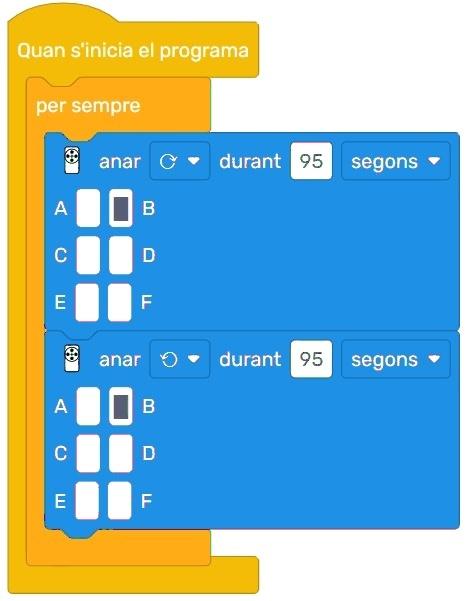 Quan s'inicia el programa
per sempre
anar durant 95 segons
A B
C D
E F
anar durant 95 segons
A B
C D
E F